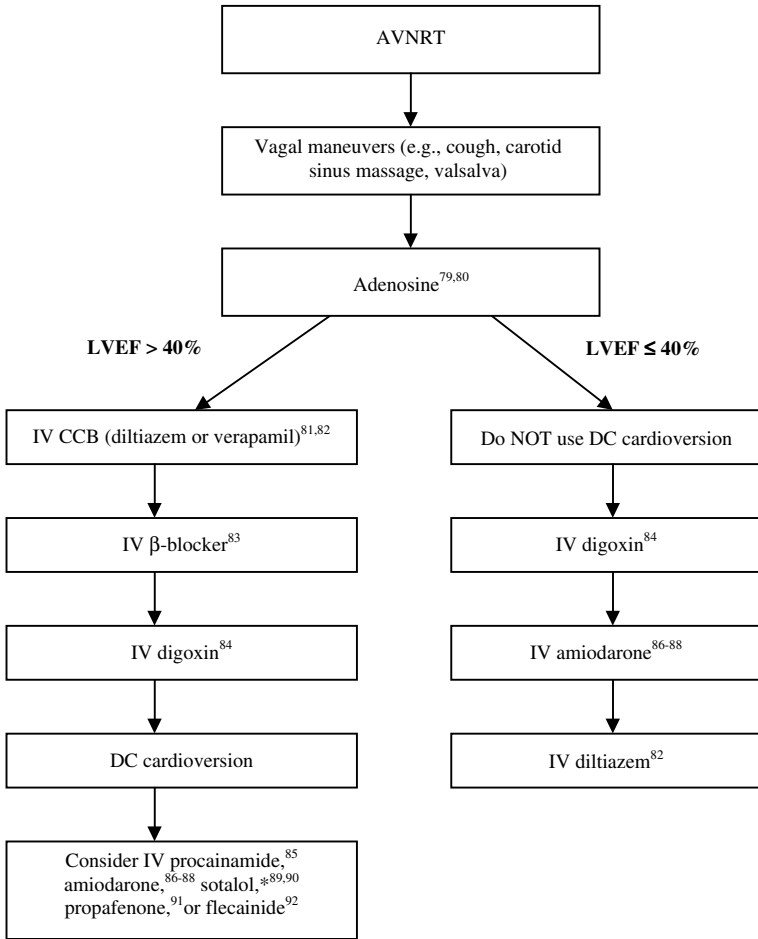 AVNRT
Vagal maneuvers (e.g., cough, carotid
sinus massage, valsalva)
Adenosine79,80
LVEF > 40%
LVEF ≤ 40%
IV CCB (diltiazem or verapamil)81,82
Do NOT use DC cardioversion
IV β-blocker83
IV digoxin84
IV digoxin84
IV amiodarone86-88
DC cardioversion
IV diltiazem82
Consider IV procainamide,85
amiodarone,86-88 sotalol,*89,90
propafenone,91or flecainide92